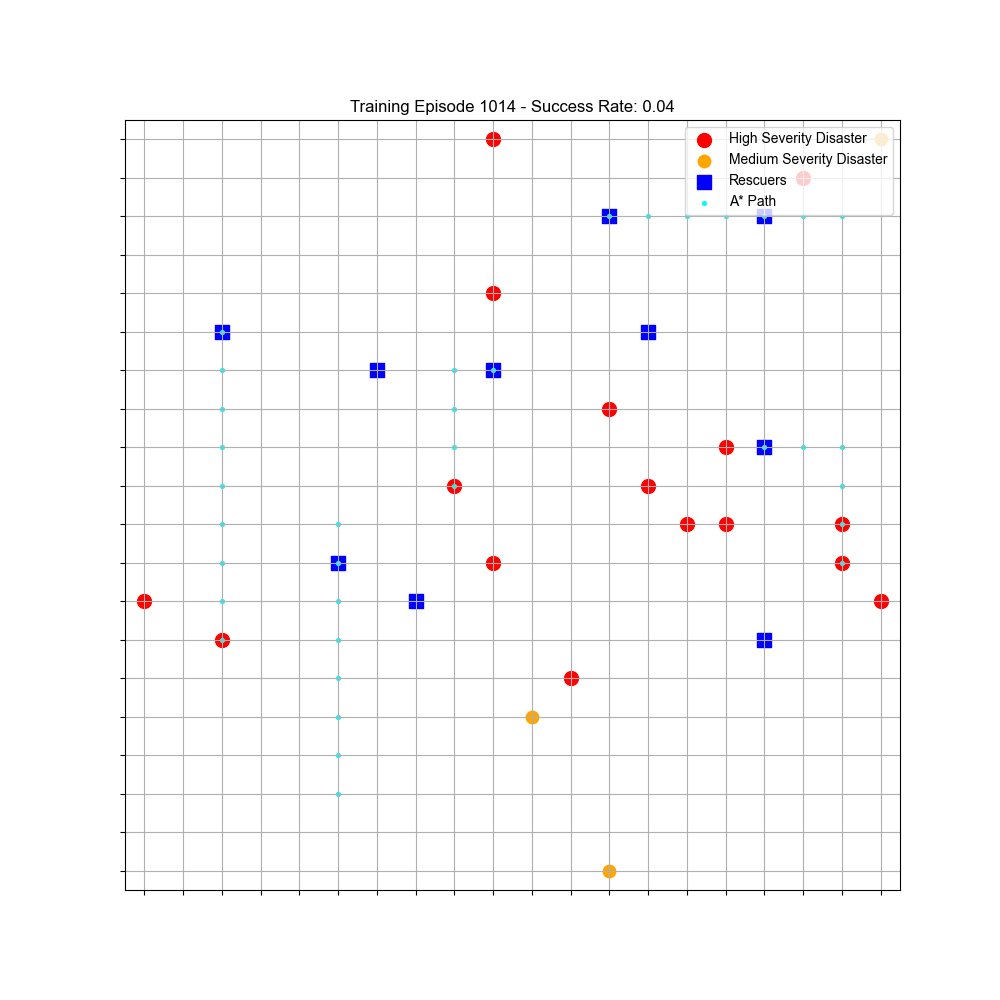 Training Episode 1014 - Success Rate: 0.04
High Severity Disaster
Medium Severity Disaster
Rescuers
A* Path